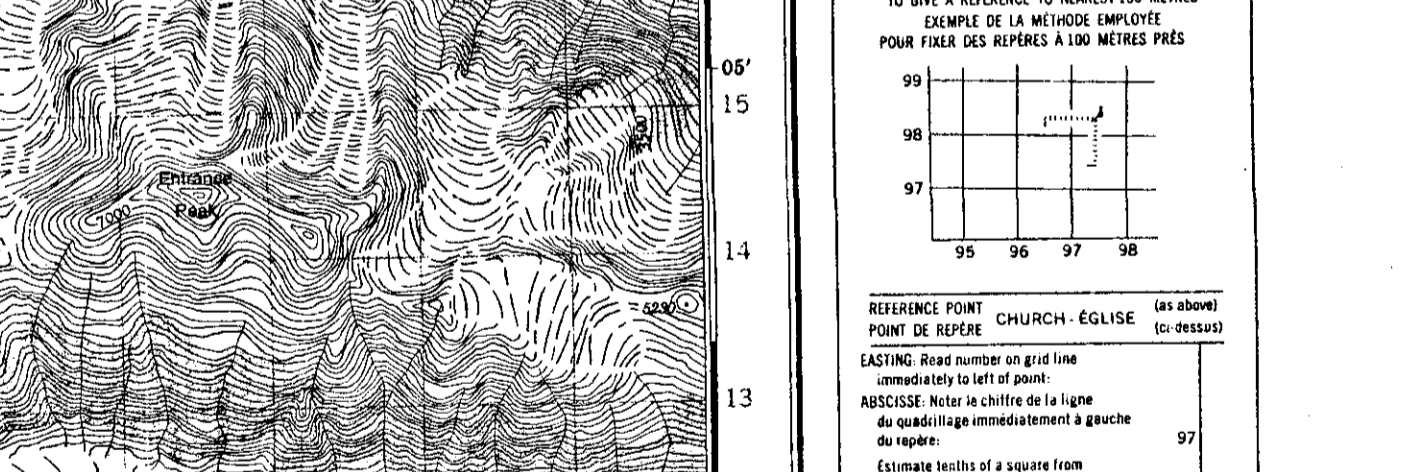 Entrance
Peak
7000
3500
5290
05'
15
14
13
TO GIVE A REFERENCE TO NEAREST 100 METRES
EXEMPLE DE LA MÉTHODE EMPLOYÉE
POUR FIXER DES REPÈRES À 100 MÈTRES PRÈS
99
98
97
95 96 97 98
REFERENCE POINT CHURCH - ÉGLISE (as above)
POINT DE REPÈRE (ci-dessus)
EASTING: Read number on grid line
immediately to left of point:
ABSCISSE: Noter le chiffre de la ligne
du quadrillage immédiatement à gauche
du repère: 97
Estimate tenths of a square from